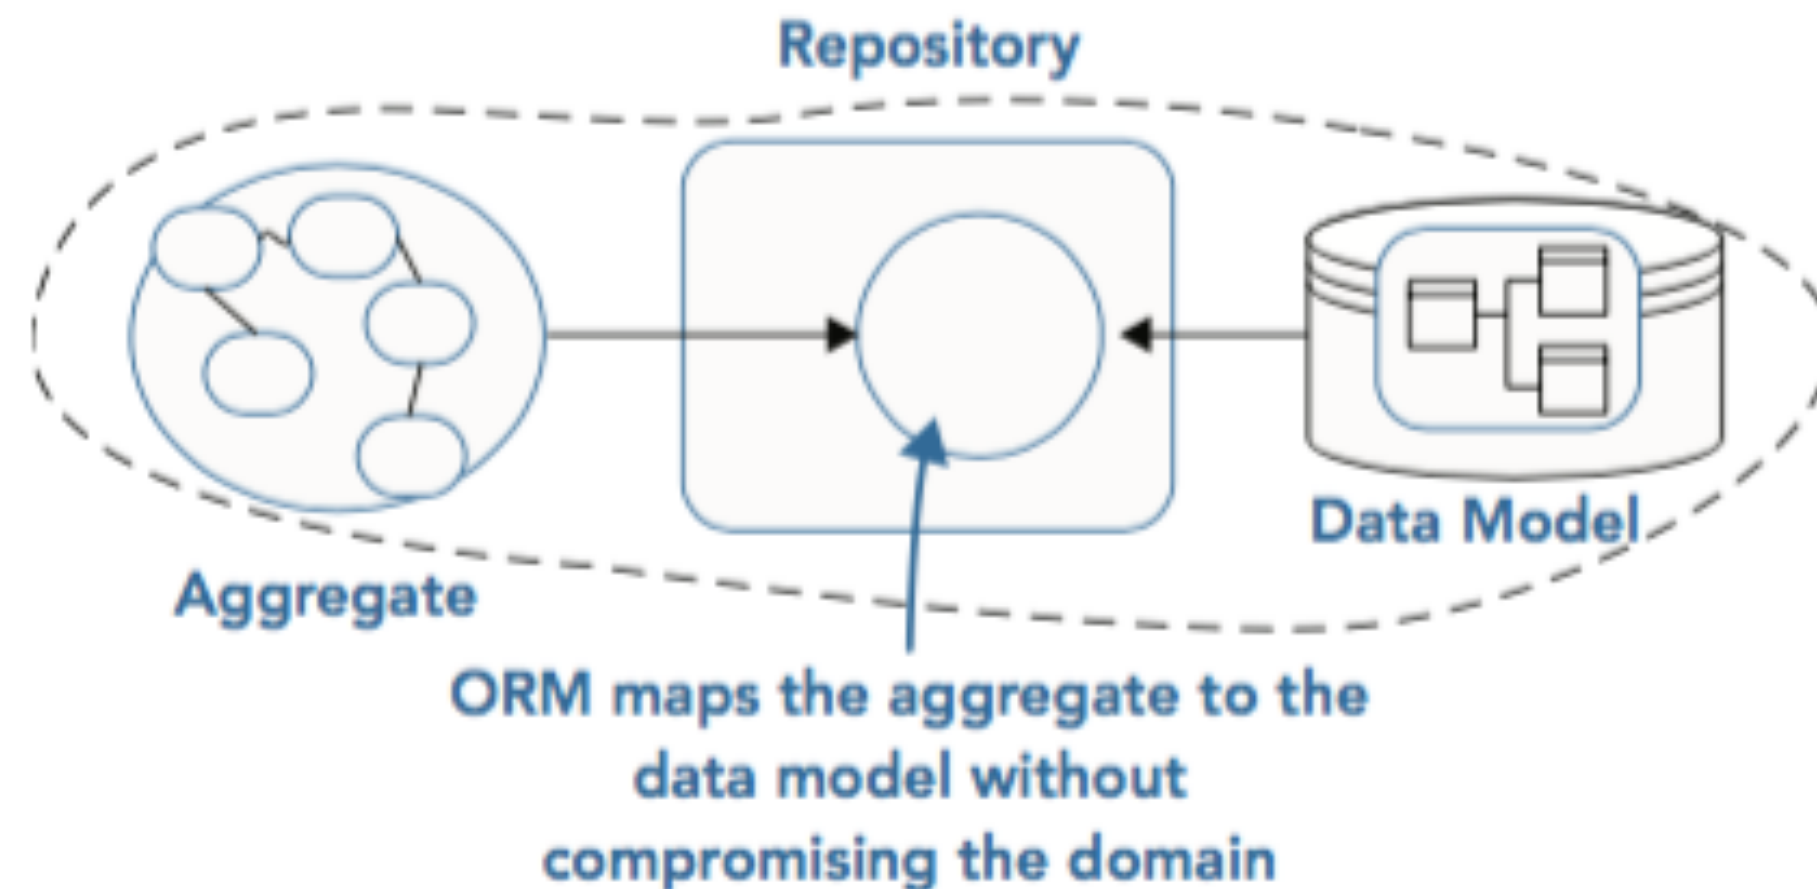 Repository
Aggregate
Data Model
ORM maps the aggregate to the
data model without
compromising the domain